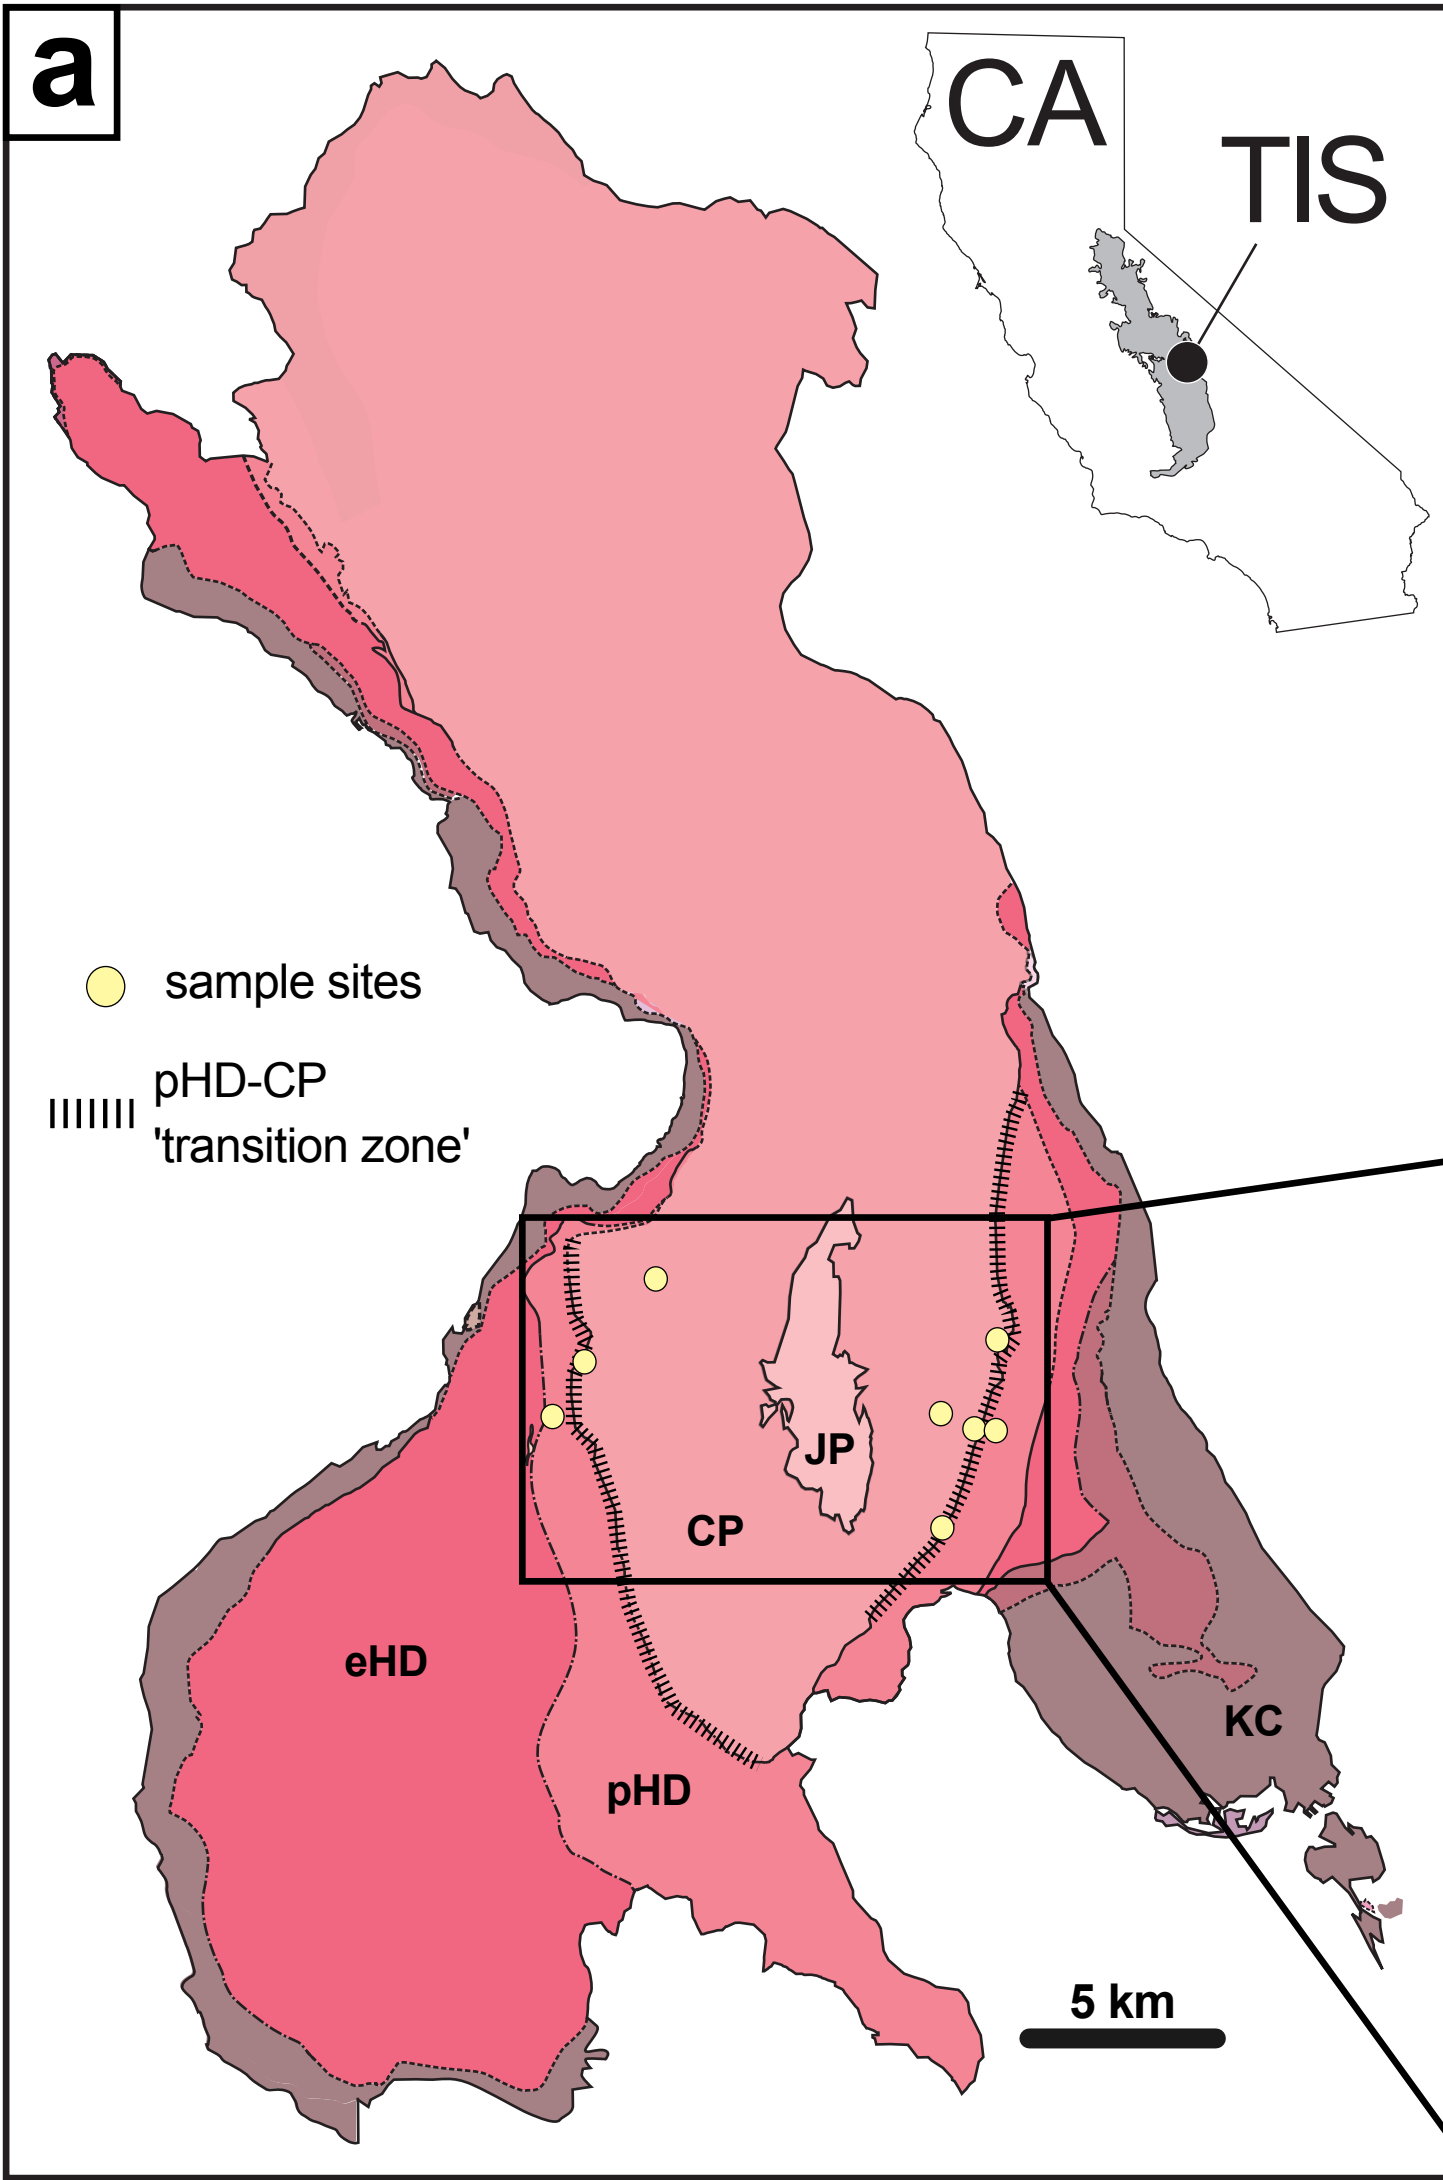 a
CA
TIS
sample sites
pHD-CP
'transition zone'
JP
CP
eHD
KC
pHD
5 km